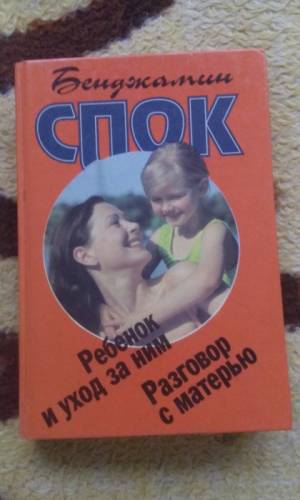 Бенджамин
СПОК
Ребенок
и уход за ним
Разговор
с матерью